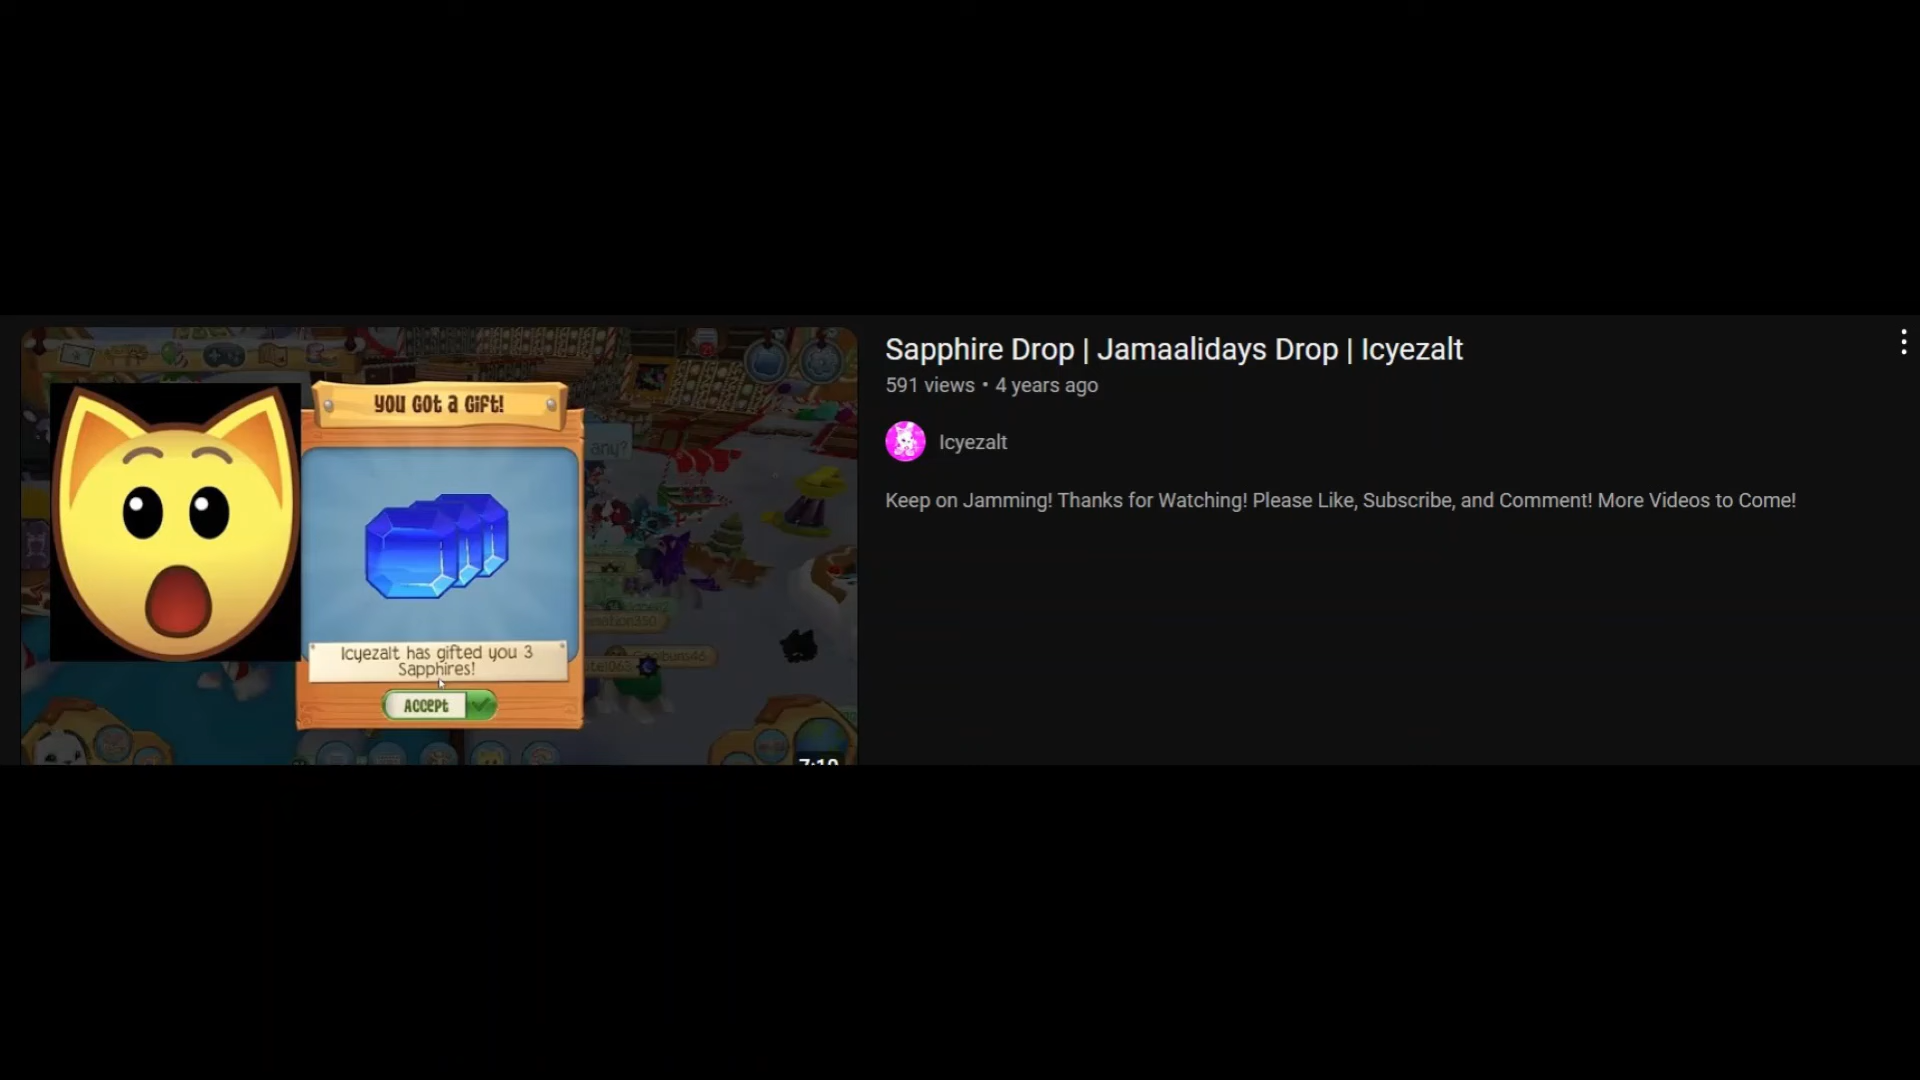 Sapphire Drop | Jamaalidays Drop | Icyezalt
591 views • 4 years ago
Icyezalt
Keep on Jamming! Thanks for Watching! Please Like, Subscribe, and Comment! More Videos to Come!
You Got a Gift!
any?
Icyezalt has gifted you 3
Sapphires!
Accept